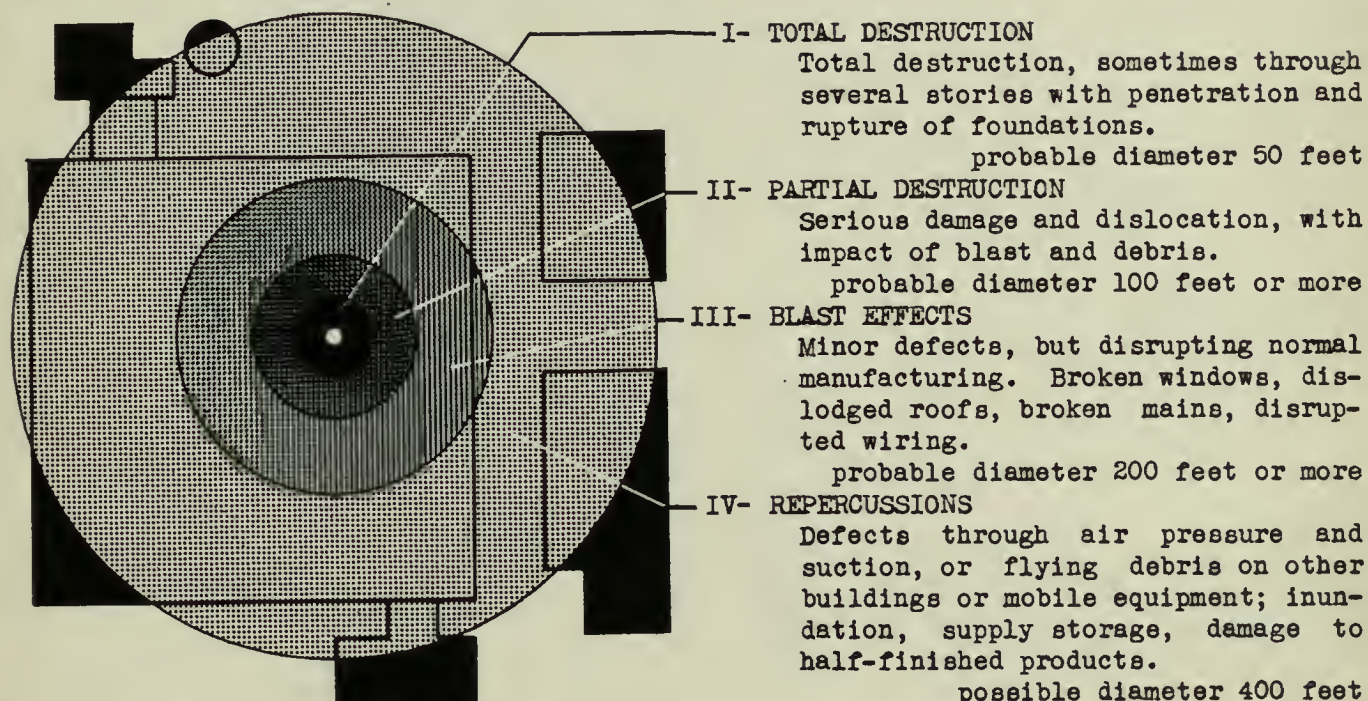 I- TOTAL DESTRUCTION
Total destruction, sometimes through
several stories with penetration and
rupture of foundations.
probable diameter 50 feet
II- PARTIAL DESTRUCTION
Serious damage and dislocation, with
impact of blast and debris.
probable diameter 100 feet or more
III- BLAST EFFECTS
Minor defects, but disrupting normal
manufacturing. Broken windows, dis-
lodged roofs, broken mains, disrup-
ted wiring.
probable diameter 200 feet or more
IV- REPERCUSSIONS
Defects through air pressure and
suction, or flying debris on other
buildings or mobile equipment; inun-
dation, supply storage, damage to
half-finished products.
possible diameter 400 feet